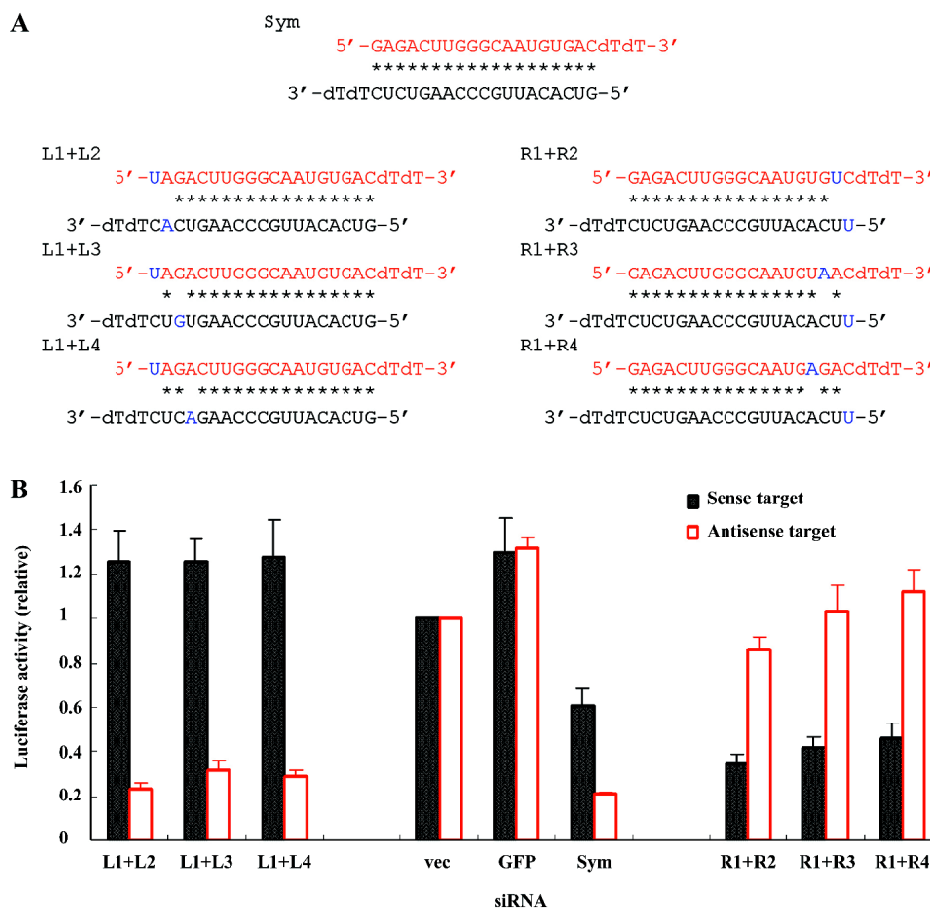 A
Sym
5'-GAGACUUGGGCAAUGUGACdTdT-3'
*******************
3'-dTdTCUCUGAACCCGUUACACUG-5'
L1+L2
5'-UAGACUUGGGCAAUGUGACdTdT-3'
*****************
3'-dTdTCACUGAACCCGUUACACUG-5'
L1+L3
5'-UAGACUUGGGCAAUGUGACdTdT-3'
* ****************
3'-dTdTCUGUGAACCCGUUACACUG-5'
L1+L4
5'-UAGACUUGGGCAAUGUGACdTdT-3'
** ***************
3'-dTdTCUCAGAACCCGUUACACUG-5'
R1+R2
5'-GAGACUUGGGCAAUGUGUCdTdT-3'
*****************
3'-dTdTCUCUGAACCCGUUACACUU-5'
R1+R3
5'-GAGACUUGGGCAAUGUAACdTdT-3'
**************** *
3'-dTdTCUCUGAACCCGUUACACUU-5'
R1+R4
5'-GAGACUUGGGCAAUGAGACdTdT-3'
*************** **
3'-dTdTCUCUGAACCCGUUACACUU-5'
B
Luciferase activity (relative)
1.6
1.4
1.2
1
0.8
0.6
0.4
0.2
0
Sense target
Antisense target
L1+L2 L1+L3 L1+L4 vec GFP Sym R1+R2 R1+R3 R1+R4
siRNA